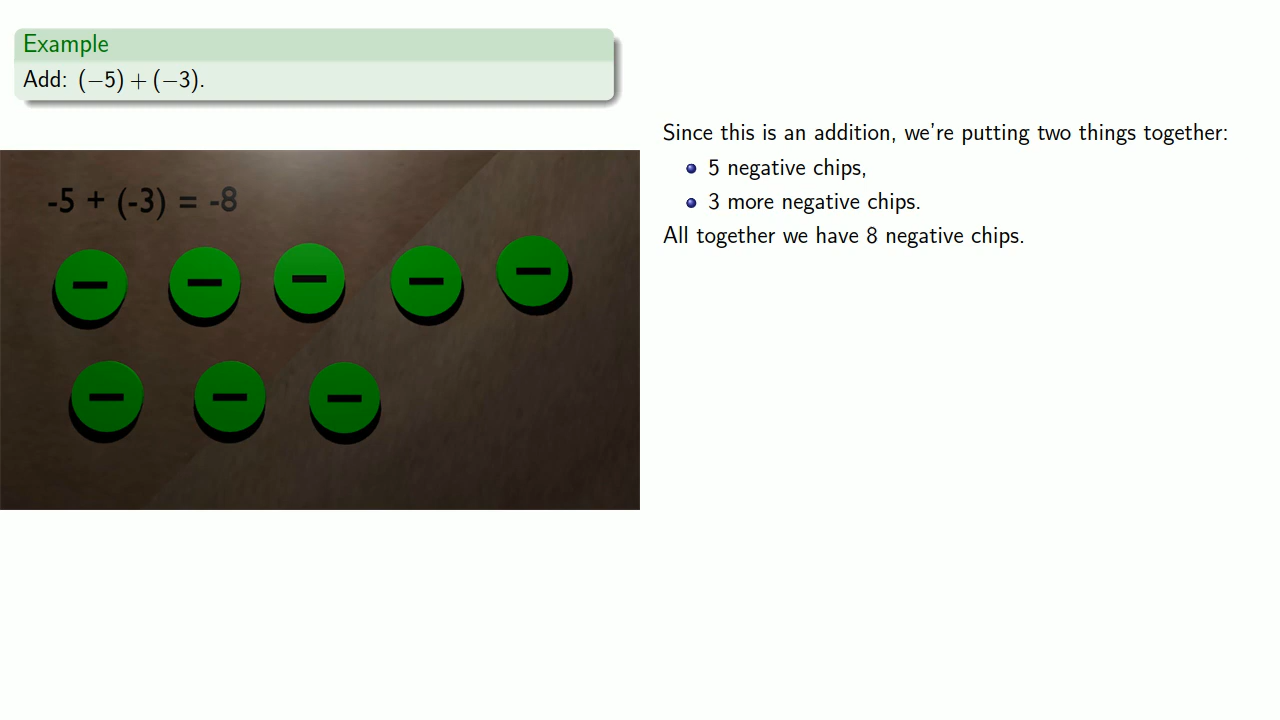 Example
Add: (−5) + (−3).
Since this is an addition, we're putting two things together:
5 negative chips,
3 more negative chips.
All together we have 8 negative chips.
-5 + (-3) = -8
− − − − −
− − −